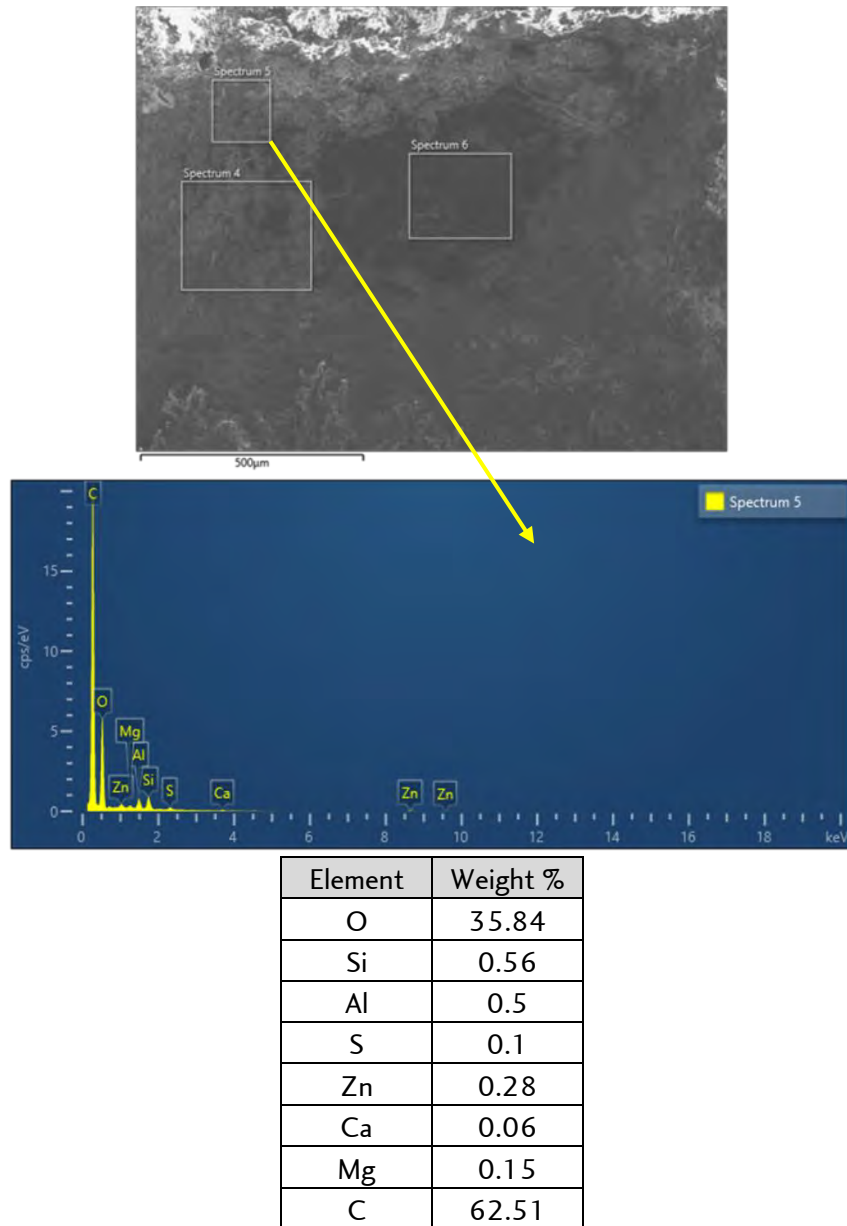 Spectrum 5
Spectrum 6
Spectrum 4
500µm
C
Spectrum 5
15
cps/eV
10
O
5
Mg
Al
Zn
Si
S
Ca
Zn
Zn
0
0 2 4 6 8 10 12 14 16 18 keV
Element Weight %
O 35.84
Si 0.56
Al 0.5
S 0.1
Zn 0.28
Ca 0.06
Mg 0.15
C 62.51